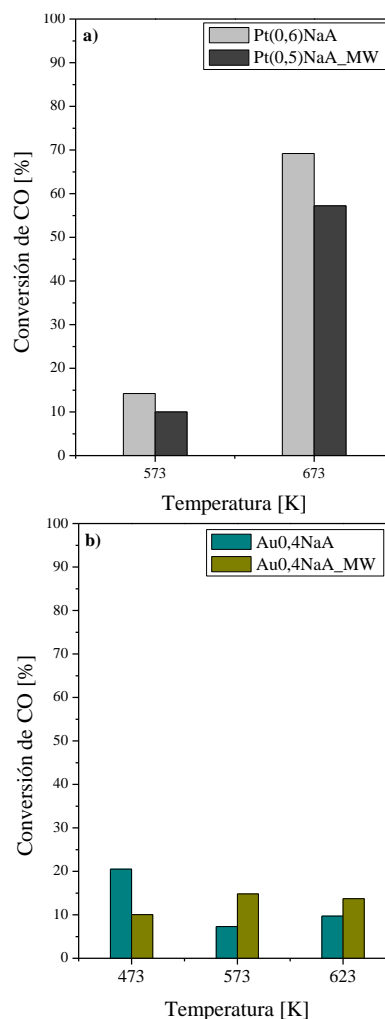 a)
Pt(0,6)NaA
Pt(0,5)NaA_MW
Conversión de CO [%]
100
90
80
70
60
50
40
30
20
10
0
573
673
Temperatura [K]
b)
Au0,4NaA
Au0,4NaA_MW
Conversión de CO [%]
100
90
80
70
60
50
40
30
20
10
0
473
573
623
Temperatura [K]